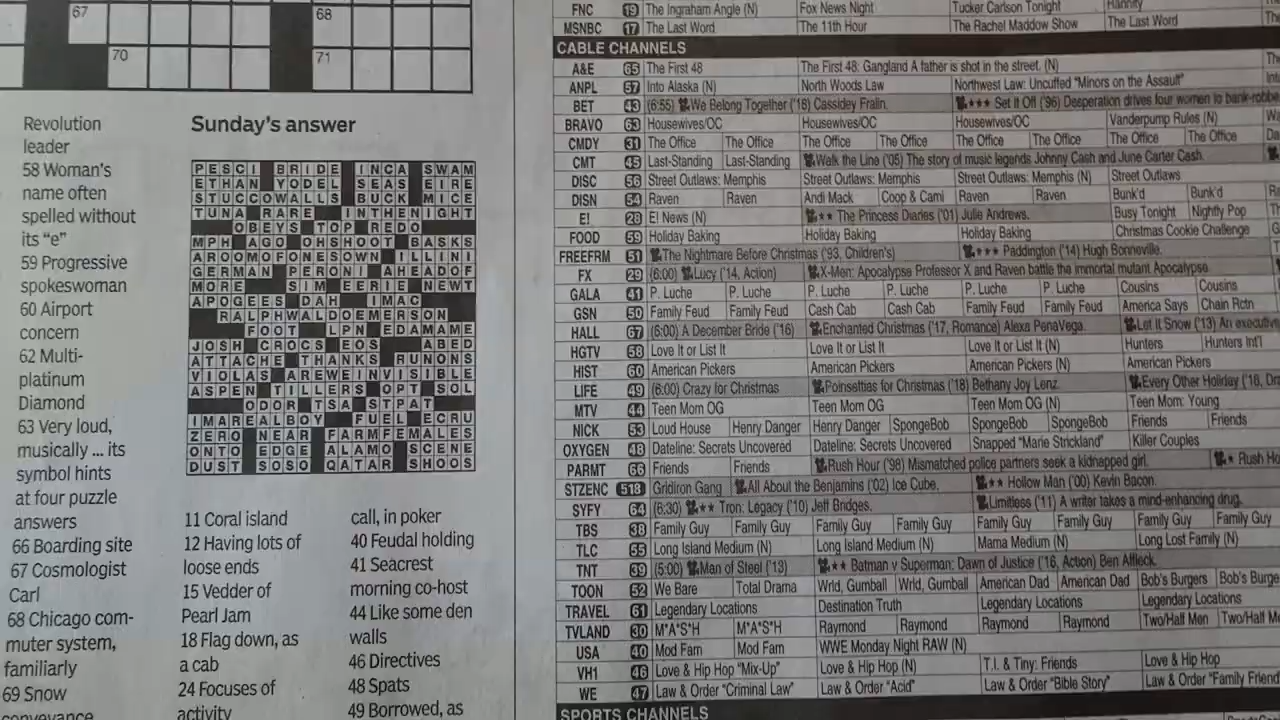 67
68
70
71
Revolution
leader
58 Woman's
name often
spelled without
its "e"
59 Progressive
spokeswoman
60 Airport
concern
62 Multi-
platinum
Diamond
63 Very loud,
musically ... its
symbol hints
at four puzzle
answers
66 Boarding site
67 Cosmologist
Carl
68 Chicago com-
muter system,
familiarly
69 Snow
conveyance
Sunday's answer
PESCI BRIDE INCA SWAM
ETHAN YODEL SEAS EIRE
STUCCOWALLS BUCK MICE
TUNA RARE INTHENIGHT
OBEYS TOP REDO
MPH AGO OHSHOOT BASKS
AROOMOFONESOWN ILLINI
GERMAN PERONI AHEADOF
MORE SIM EERIE NEWT
APOGEES DAH IMAC
RALPHWALDOEMERSON
FOOT LPN EDAMAME
JOSH CROCS EOS ABED
ATTACHE THANKS RUNONS
VIOLAS AREWEINVISIBLE
ASPEN TILLERS OPT SOL
ODOR TSA STPAT
IMAREALBOY FUEL ECRU
ZERO NEAR FARMFEMALES
ONTO EDGE ALAMO SCENE
DUST SOSO QATAR SHOOS
11 Coral island
12 Having lots of
loose ends
15 Vedder of
Pearl Jam
18 Flag down, as
a cab
24 Focuses of
activity
call, in poker
40 Feudal holding
41 Seacrest
morning co-host
44 Like some den
walls
46 Directives
48 Spats
49 Borrowed, as
FNC 19 The Ingraham Angle (N) Fox News Night Tucker Carlson Tonight Hannity
MSNBC 17 The Last Word The 11th Hour The Rachel Maddow Show The Last Word
CABLE CHANNELS
A&E 65 The First 48 The First 48: Gangland A father is shot in the street. (N)
ANPL 57 Into Alaska (N) North Woods Law Northwest Law: Uncuffed "Minors on the Assault"
BET 43 (6:55) We Belong Together ('18) Cassidey Fralin. ★★★ Set It Off ('96) Desperation drives four women to bank-robbe
BRAVO 63 Housewives/OC Housewives/OC Housewives/OC Vanderpump Rules (N)
CMDY 31 The Office The Office The Office The Office The Office The Office The Office The Office
CMT 45 Last-Standing Last-Standing Walk the Line ('05) The story of music legends Johnny Cash and June Carter Cash.
DISC 56 Street Outlaws: Memphis Street Outlaws: Memphis Street Outlaws: Memphis (N) Street Outlaws
DISN 54 Raven Raven Andi Mack Coop & Cami Raven Raven Bunk'd Bunk'd
E! 28 E! News (N) ★★ The Princess Diaries ('01) Julie Andrews. Busy Tonight Nightly Pop
FOOD 59 Holiday Baking Holiday Baking Holiday Baking Christmas Cookie Challenge
FREEFRM 51 The Nightmare Before Christmas ('93, Children's) ★★★ Paddington ('14) Hugh Bonneville.
FX 29 (6:00) Lucy ('14, Action) X-Men: Apocalypse Professor X and Raven battle the immortal mutant Apocalypse.
GALA 41 P. Luche P. Luche P. Luche P. Luche P. Luche P. Luche Cousins Cousins
GSN 50 Family Feud Family Feud Cash Cab Cash Cab Family Feud Family Feud America Says Chain Rctn
HALL 67 (6:00) A December Bride ('16) Enchanted Christmas ('17, Romance) Alexa PenaVega. Let It Snow ('13) An executive
HGTV 58 Love It or List It Love It or List It Love It or List It (N) Hunters Hunters Int'l
HIST 60 American Pickers American Pickers American Pickers (N) American Pickers
LIFE 49 (6:00) Crazy for Christmas Poinsettias for Christmas ('18) Bethany Joy Lenz. Every Other Holiday ('18, Dr
MTV 44 Teen Mom OG Teen Mom OG Teen Mom OG (N) Teen Mom: Young
NICK 53 Loud House Henry Danger Henry Danger SpongeBob SpongeBob SpongeBob Friends Friends
OXYGEN 48 Dateline: Secrets Uncovered Dateline: Secrets Uncovered Snapped "Marie Strickland" Killer Couples
PARMT 66 Friends Friends Rush Hour ('98) Mismatched police partners seek a kidnapped girl. ★ Rush Ho
STZENC 518 Gridiron Gang All About the Benjamins ('02) Ice Cube. ★★ Hollow Man ('00) Kevin Bacon.
SYFY 64 (6:30) ★★ Tron: Legacy ('10) Jeff Bridges. Limitless ('11) A writer takes a mind-enhancing drug.
TBS 38 Family Guy Family Guy Family Guy Family Guy Family Guy Family Guy Family Guy Family Guy
TLC 55 Long Island Medium (N) Long Island Medium (N) Mama Medium (N) Long Lost Family (N)
TNT 39 (5:00) Man of Steel ('13) ★★ Batman v Superman: Dawn of Justice ('16, Action) Ben Affleck.
TOON 52 We Bare Total Drama Wrld, Gumball Wrld, Gumball American Dad American Dad Bob's Burgers Bob's Burge
TRAVEL 61 Legendary Locations Destination Truth Legendary Locations Legendary Locations
TVLAND 30 M*A*S*H M*A*S*H Raymond Raymond Raymond Raymond Two/Half Men Two/Half M
USA 40 Mod Fam Mod Fam WWE Monday Night RAW (N)
VH1 46 Love & Hip Hop "Mix-Up" Love & Hip Hop (N) T.I. & Tiny: Friends Love & Hip Hop
WE 47 Law & Order "Criminal Law" Law & Order "Acid" Law & Order "Bible Story" Law & Order "Family Friend
SPORTS CHANNELS